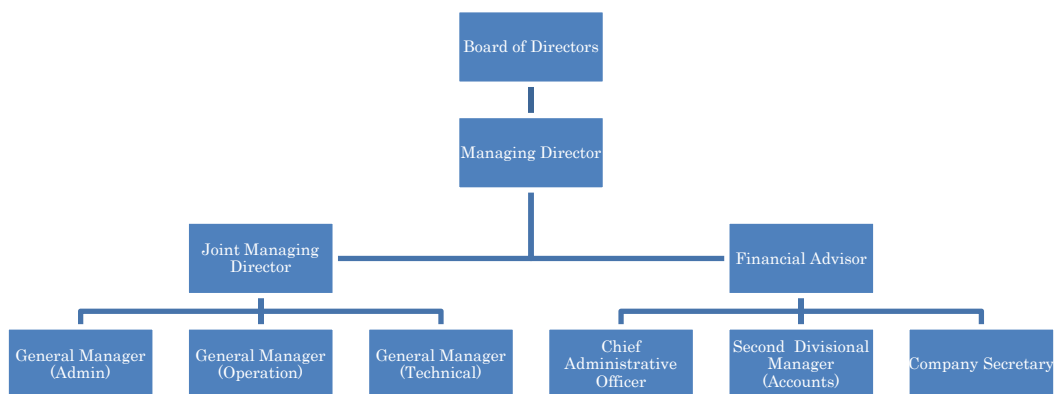 Board of Directors
Managing Director
Joint Managing
Director
Financial Advisor
General Manager
(Admin)
General Manager
(Operation)
General Manager
(Technical)
Chief
Administrative
Officer
Second Divisional
Manager
(Accounts)
Company Secretary